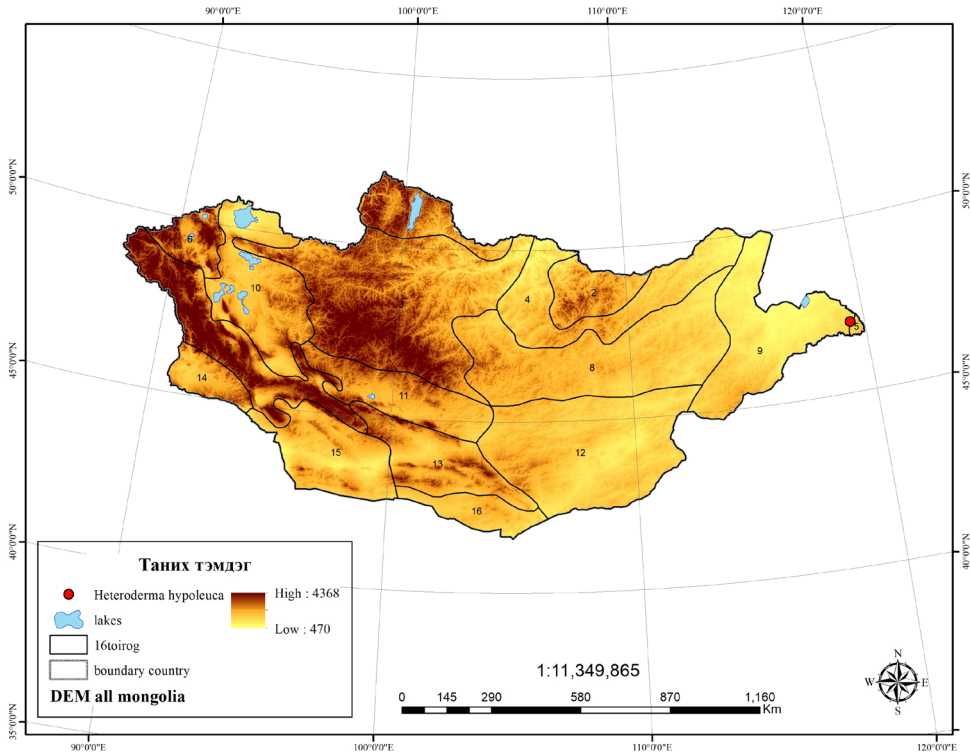 90°0'0"E 100°0'0"E 110°0'0"E 120°0'0"E
50°0'0"N 50°0'0"N
6
10
4
2
3
5
8
9
45°0'0"N 45°0'0"N
14
11
15
13
12
16
40°0'0"N 40°0'0"N
Таних тэмдэг
Heteroderma hypoleuca
lakes
16toirog
boundary country
DEM all mongolia
High : 4368
Low : 470
1:11,349,865
0 145 290 580 870 1,160
Km
N
W E
S
35°0'0"N
90°0'0"E 100°0'0"E 110°0'0"E 120°0'0"E